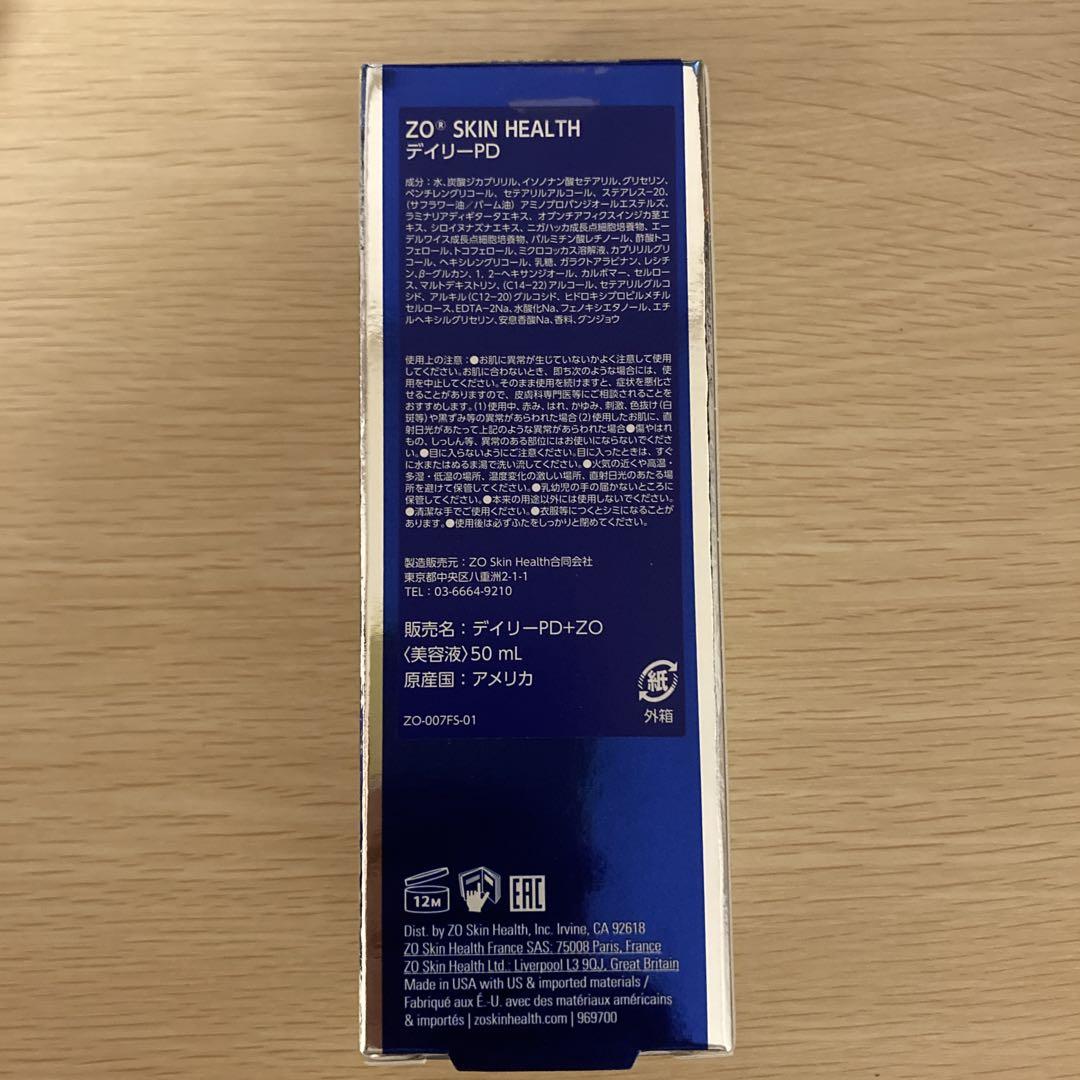 ZO® SKIN HEALTH
デイリーPD
成分：水、炭酸ジカプリリル、イソノナン酸セテアリル、グリセリン、
ペンチレングリコール、セテアリルアルコール、ステアレス-20、
(サフラワー油／パーム油) アミノプロパンジオールエステルズ、
ラミナリアディギタータエキス、オプンチアフィクスインジカ茎エ
キス、シロイヌナズナエキス、ニガハッカ成長点細胞培養物、エー
デルワイス成長点細胞培養物、パルミチン酸レチノール、酢酸トコ
フェロール、トコフェロール、ミクロコッカス溶解液、カプリリルグリ
コール、ヘキシレングリコール、乳糖、ガラクトアラビナン、レシチ
ン、β-グルカン、1, 2-ヘキサンジオール、カルボマー、セルロー
ス、マルトデキストリン、(C14-22)アルコール、セテアリルグルコ
シド、アルキル(C12-20)グルコシド、ヒドロキシプロピルメチル
セルロース、EDTA-2Na、水酸化Na、フェノキシエタノール、エチ
ルヘキシルグリセリン、安息香酸Na、香料、グンジョウ
使用上の注意：●お肌に異常が生じていないかよく注意して使用
してください。お肌に合わないとき、即ち次のような場合には、使
用を中止してください。そのまま使用を続けますと、症状を悪化さ
せることがありますので、皮膚科専門医等にご相談されることを
おすすめします。(1)使用中、赤み、はれ、かゆみ、刺激、色抜け(白
斑等)や黒ずみ等の異常があらわれた場合(2)使用したお肌に、直
射日光があたって上記のような異常があらわれた場合●傷やはれ
もの、しっしん等、異常のある部位にはお使いにならないでくださ
い。●目に入らないようにご注意ください。目に入ったときは、すぐ
に水またはぬるま湯で洗い流してください。●火気の近くや高温・
多湿・低温の場所、温度変化の激しい場所、直射日光のあたる場
所を避けて保管してください。●乳幼児の手の届かないところに
保管してください。●本来の用途以外には使用しないでください。
●清潔な手でご使用ください。●衣服等につくとシミになることが
あります。●使用後は必ずふたをしっかりと閉めてください。
製造販売元：ZO Skin Health合同会社
東京都中央区八重洲2-1-1
TEL：03-6664-9210
販売名：デイリーPD+ZO
〈美容液〉50 mL
原産国：アメリカ
紙
外箱
ZO-007FS-01
12M
EAC
Dist. by ZO Skin Health, Inc. Irvine, CA 92618
ZO Skin Health France SAS: 75008 Paris, France
ZO Skin Health Ltd.: Liverpool L3 9QJ, Great Britain
Made in USA with US & imported materials /
Fabriqué aux É.-U. avec des matériaux américains
& importés | zoskinhealth.com | 969700